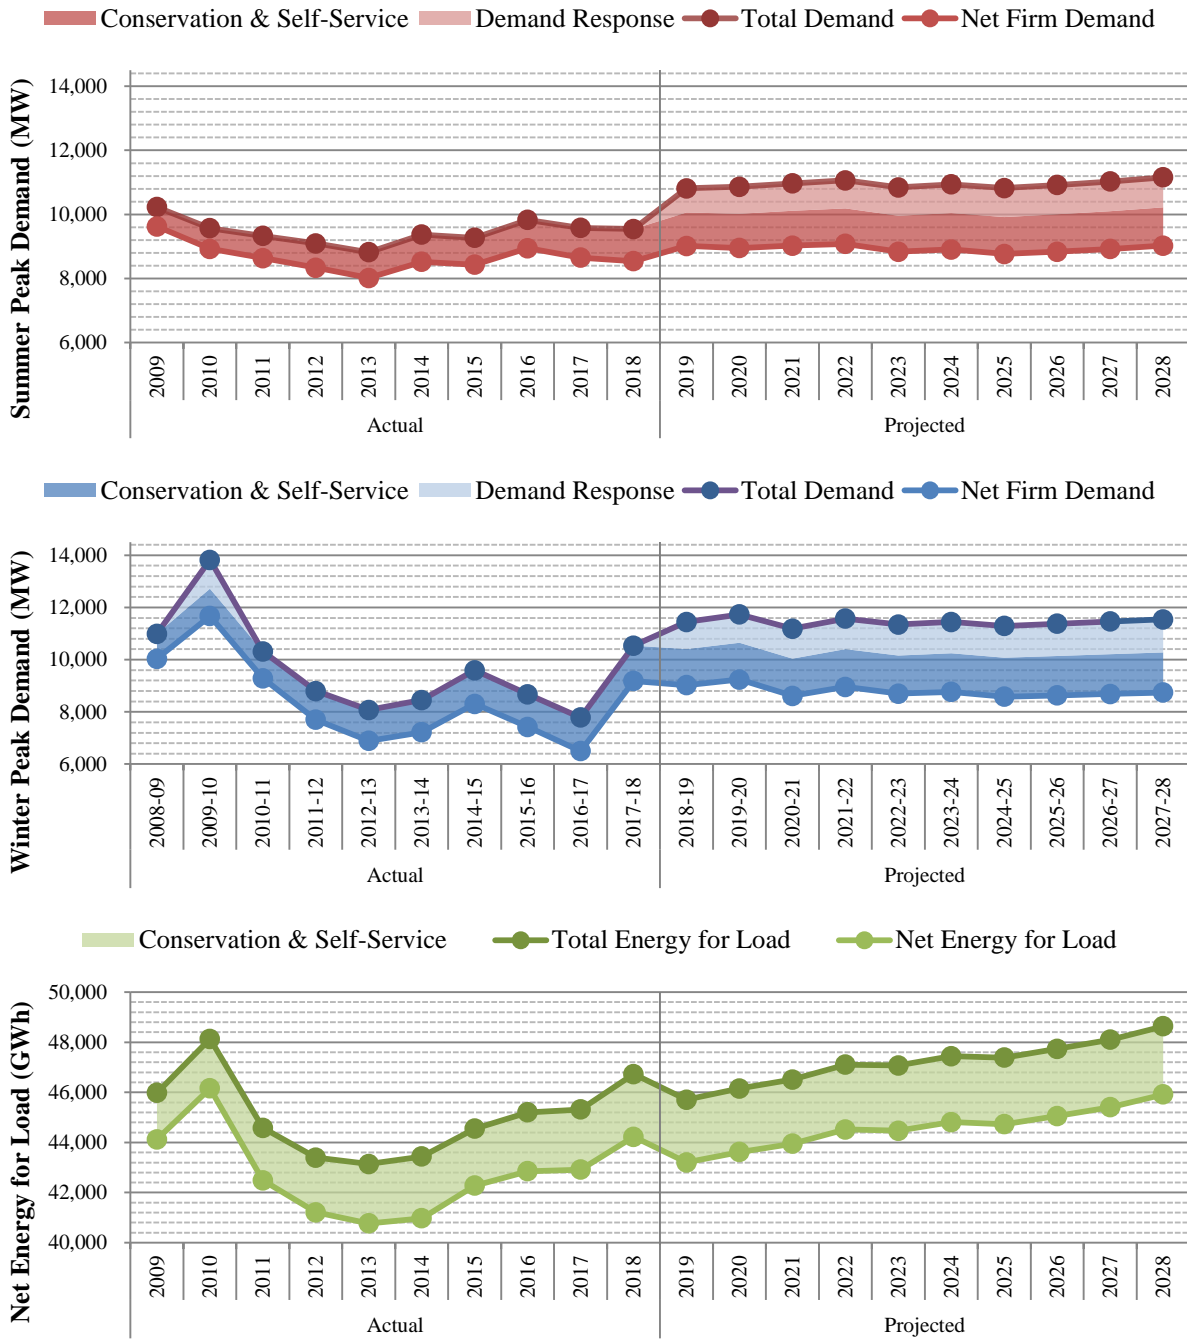 Conservation & Self-Service Demand Response Total Demand Net Firm Demand
Summer Peak Demand (MW)
14,000
12,000
10,000
8,000
6,000
2009 2010 2011 2012 2013 2014 2015 2016 2017 2018 2019 2020 2021 2022 2023 2024 2025 2026 2027 2028
Actual Projected
Conservation & Self-Service Demand Response Total Demand Net Firm Demand
Winter Peak Demand (MW)
14,000
12,000
10,000
8,000
6,000
2008-09 2009-10 2010-11 2011-12 2012-13 2013-14 2014-15 2015-16 2016-17 2017-18 2018-19 2019-20 2020-21 2021-22 2022-23 2023-24 2024-25 2025-26 2026-27 2027-28
Actual Projected
Conservation & Self-Service Total Energy for Load Net Energy for Load
Net Energy for Load (GWh)
50,000
48,000
46,000
44,000
42,000
40,000
2009 2010 2011 2012 2013 2014 2015 2016 2017 2018 2019 2020 2021 2022 2023 2024 2025 2026 2027 2028
Actual Projected